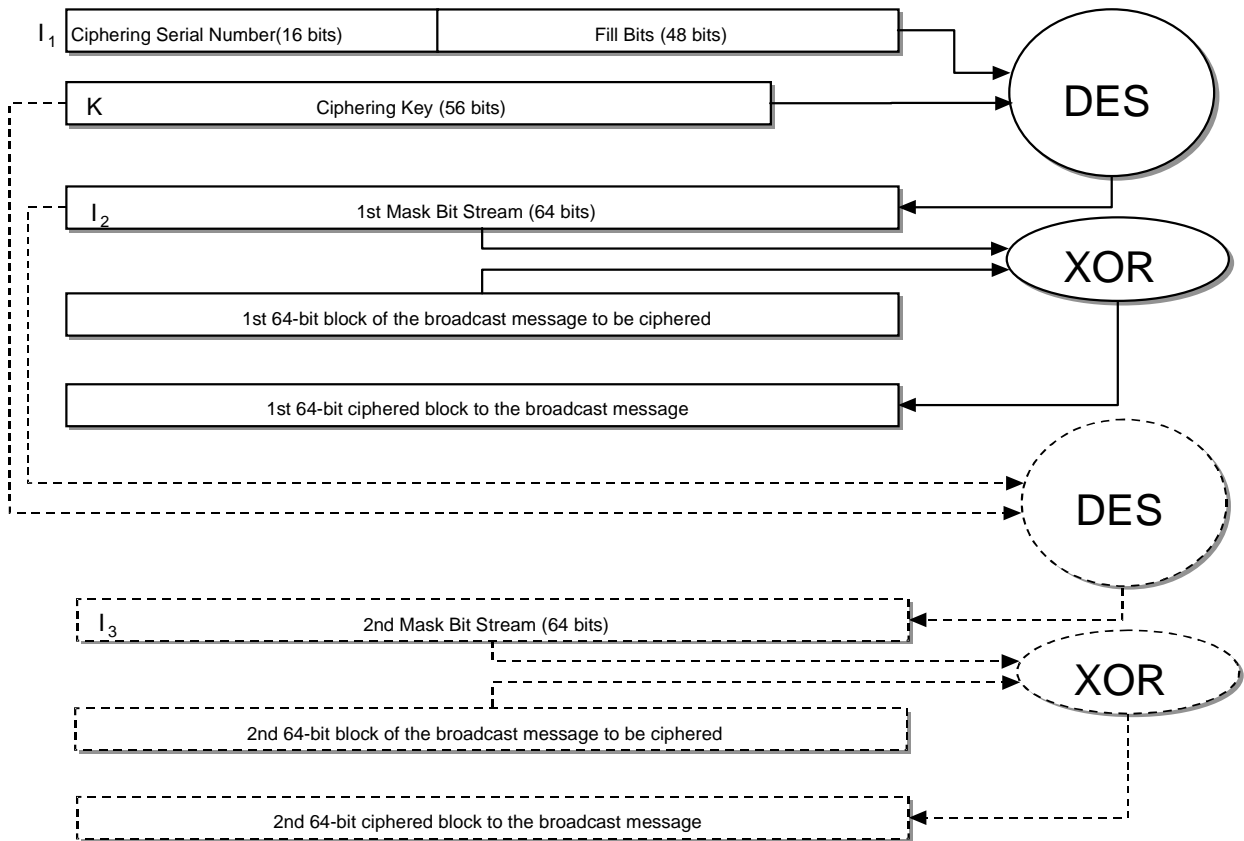 I1 Ciphering Serial Number(16 bits) Fill Bits (48 bits)
DES
K Ciphering Key (56 bits)
I2 1st Mask Bit Stream (64 bits)
XOR
1st 64-bit block of the broadcast message to be ciphered
1st 64-bit ciphered block to the broadcast message
DES
I3 2nd Mask Bit Stream (64 bits)
XOR
2nd 64-bit block of the broadcast message to be ciphered
2nd 64-bit ciphered block to the broadcast message